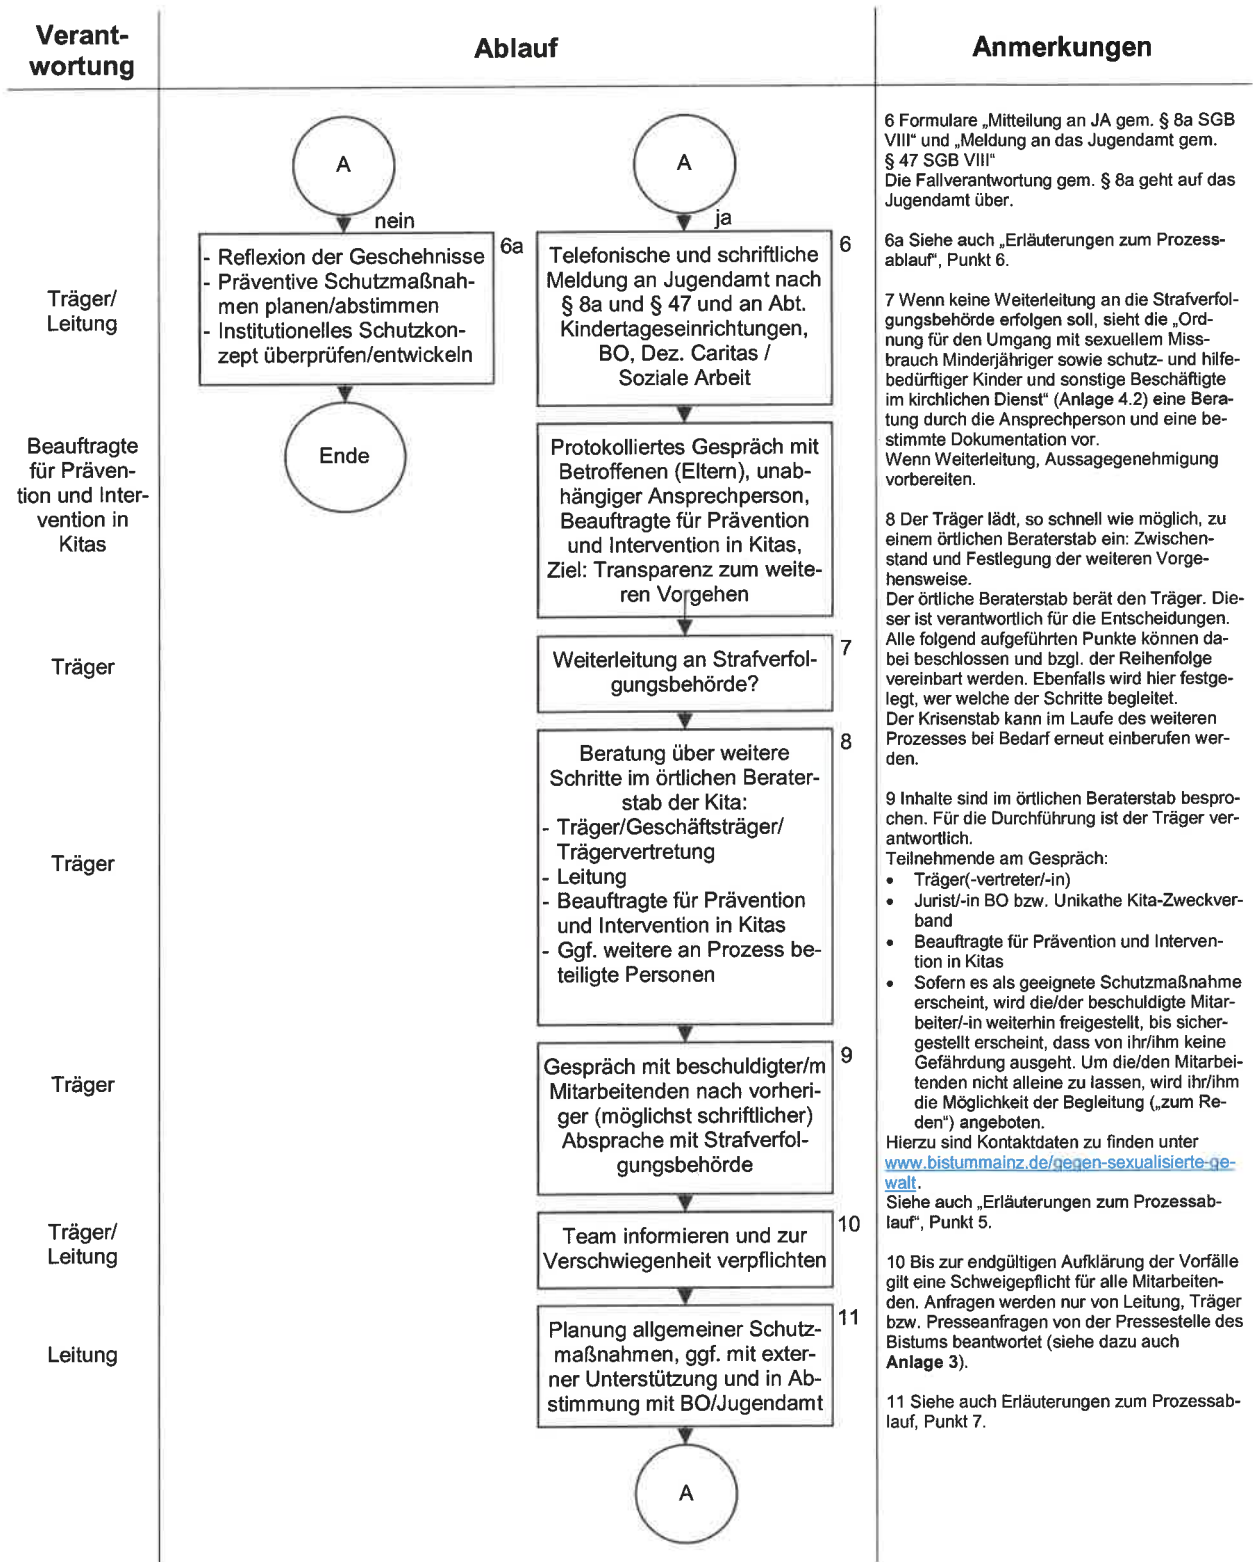 Verant-
wortung
Ablauf
Anmerkungen
A
nein
6a
- Reflexion der Geschehnisse
- Präventive Schutzmaßnah-
men planen/abstimmen
- Institutionelles Schutzkon-
zept überprüfen/entwickeln
Ende
A
ja
6
Telefonische und schriftliche
Meldung an Jugendamt nach
§ 8a und § 47 und an Abt.
Kindertageseinrichtungen,
BO, Dez. Caritas /
Soziale Arbeit
Träger/
Leitung
Beauftragte
für Präven-
tion und Inter-
vention in
Kitas
Protokolliertes Gespräch mit
Betroffenen (Eltern), unab-
hängiger Ansprechperson,
Beauftragte für Prävention
und Intervention in Kitas,
Ziel: Transparenz zum weite-
ren Vorgehen
Träger
7
Weiterleitung an Strafverfol-
gungsbehörde?
Träger
8
Beratung über weitere
Schritte im örtlichen Berater-
stab der Kita:
- Träger/Geschäftsträger/
Trägervertretung
- Leitung
- Beauftragte für Prävention
und Intervention in Kitas
- Ggf. weitere an Prozess be-
teiligte Personen
Träger
9
Gespräch mit beschuldigter/m
Mitarbeitenden nach vorheri-
ger (möglichst schriftlicher)
Absprache mit Strafverfol-
gungsbehörde
Träger/
Leitung
10
Team informieren und zur
Verschwiegenheit verpflichten
Leitung
11
Planung allgemeiner Schutz-
maßnahmen, ggf. mit exter-
ner Unterstützung und in Ab-
stimmung mit BO/Jugendamt
A
6 Formulare „Mitteilung an JA gem. § 8a SGB
VIII“ und „Meldung an das Jugendamt gem.
§ 47 SGB VIII“
Die Fallverantwortung gem. § 8a geht auf das
Jugendamt über.
6a Siehe auch „Erläuterungen zum Prozess-
ablauf“, Punkt 6.
7 Wenn keine Weiterleitung an die Strafverfol-
gungsbehörde erfolgen soll, sieht die „Ord-
nung für den Umgang mit sexuellem Miss-
brauch Minderjähriger sowie schutz- und hilfe-
bedürftiger Kinder und sonstige Beschäftigte
im kirchlichen Dienst“ (Anlage 4.2) eine Bera-
tung durch die Ansprechperson und eine be-
stimmte Dokumentation vor.
Wenn Weiterleitung, Aussagegenehmigung
vorbereiten.
8 Der Träger lädt, so schnell wie möglich, zu
einem örtlichen Beraterstab ein: Zwischen-
stand und Festlegung der weiteren Vorge-
hensweise.
Der örtliche Beraterstab berät den Träger. Die-
ser ist verantwortlich für die Entscheidungen.
Alle folgend aufgeführten Punkte können da-
bei beschlossen und bzgl. der Reihenfolge
vereinbart werden. Ebenfalls wird hier festge-
legt, wer welche der Schritte begleitet.
Der Krisenstab kann im Laufe des weiteren
Prozesses bei Bedarf erneut einberufen wer-
den.
9 Inhalte sind im örtlichen Beraterstab bespro-
chen. Für die Durchführung ist der Träger ver-
antwortlich.
Teilnehmende am Gespräch:
• Träger(-vertreter/-in)
• Jurist/-in BO bzw. Unikathe Kita-Zweckver-
band
• Beauftragte für Prävention und Interven-
tion in Kitas
• Sofern es als geeignete Schutzmaßnahme
erscheint, wird die/der beschuldigte Mitar-
beiter/-in weiterhin freigestellt, bis sicher-
gestellt erscheint, dass von ihr/ihm keine
Gefährdung ausgeht. Um die/den Mitarbei-
tenden nicht alleine zu lassen, wird ihr/ihm
die Möglichkeit der Begleitung („zum Re-
den“) angeboten.
Hierzu sind Kontaktdaten zu finden unter
www.bistummainz.de/gegen-sexualisierte-ge-
walt.
Siehe auch „Erläuterungen zum Prozessab-
lauf“, Punkt 5.
10 Bis zur endgültigen Aufklärung der Vorfälle
gilt eine Schweigepflicht für alle Mitarbeiten-
den. Anfragen werden nur von Leitung, Träger
bzw. Presseanfragen von der Pressestelle des
Bistums beantwortet (siehe dazu auch
Anlage 3).
11 Siehe auch Erläuterungen zum Prozessab-
lauf, Punkt 7.